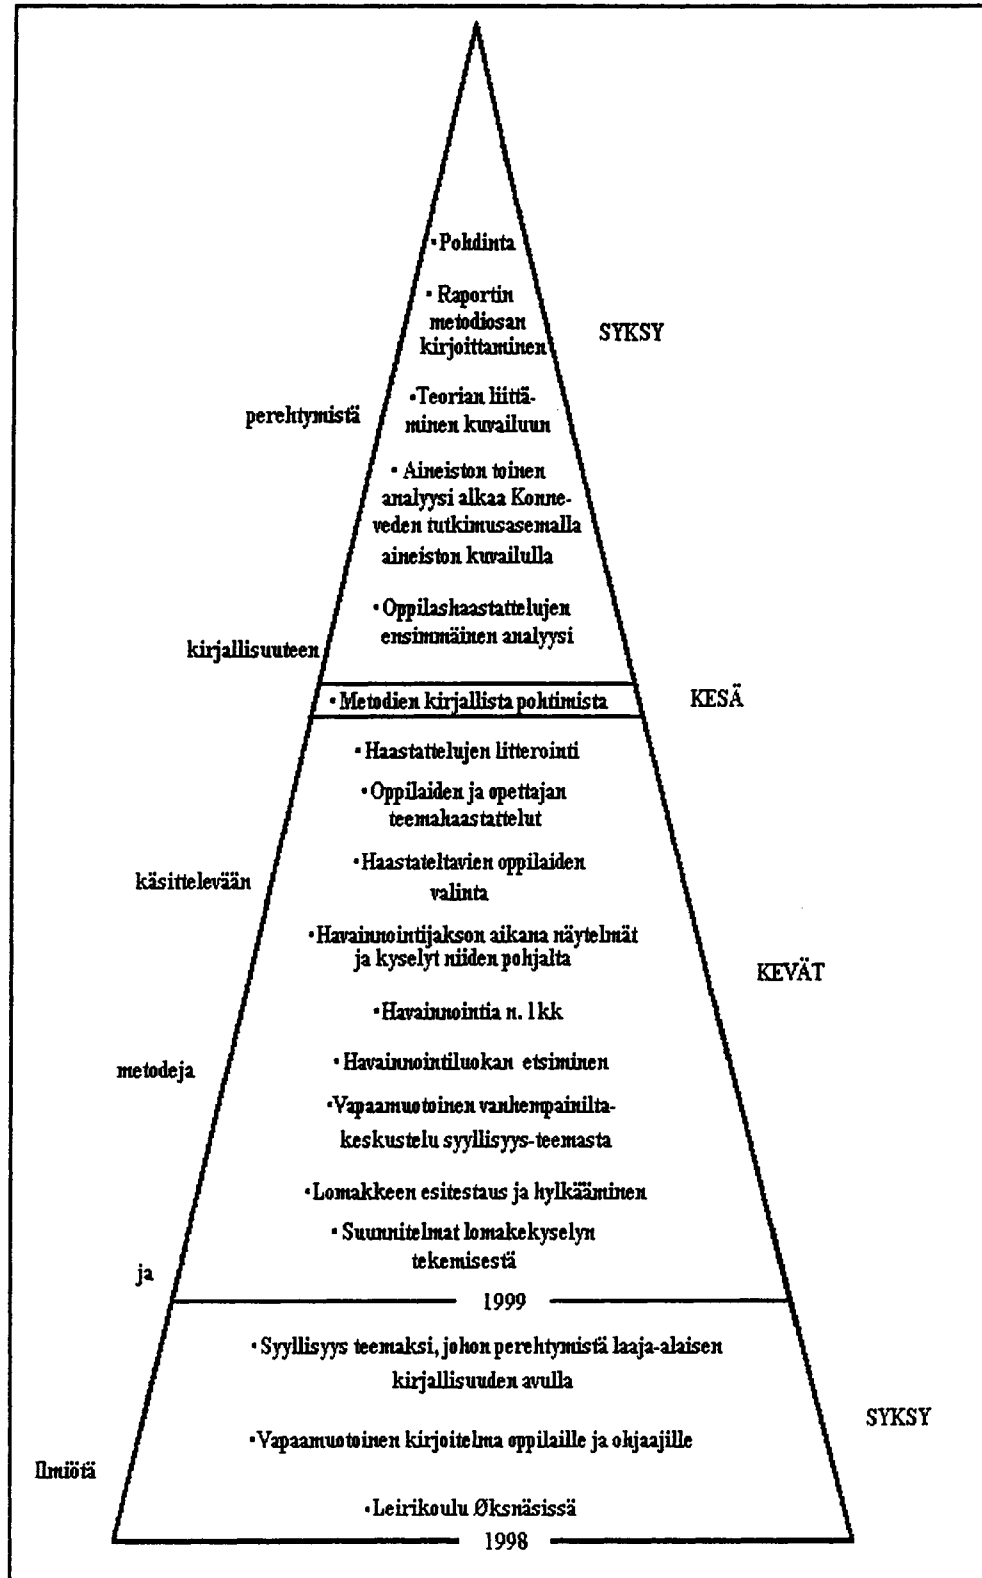 • Pohdinta
• Raportin
metodiosan
kirjoittaminen
SYKSY
• Teorian liittä-
minen kuvailuun
perehtymistä
• Aineiston toinen
analyysi alkaa Konne-
veden tutkimusasemalla
aineiston kuvailulla
• Oppilashaastattelujen
ensimmäinen analyysi
kirjallisuuteen
• Metodien kirjallista pohtimista
KESÄ
• Haastattelujen litterointi
• Oppilaiden ja opettajan
teemahaastattelut
• Haastateltavien oppilaiden
valinta
käsittelevään
• Havainnointijakson aikana näytelmät
ja kyselyt niiden pohjalta
KEVÄT
• Havainnointia n. 1kk
• Havainnointiluokan etsiminen
metodeja
• Vapaamuotoinen vanhempainilta-
keskustelu syyllisyys-teemasta
• Lomakkeen esitestaus ja hylkääminen
• Suunnitelmat lomakekyselyn
tekemisestä
ja
1999
• Syyllisyys teemaksi, johon perehtymistä laaja-alaisen
kirjallisuuden avulla
SYKSY
• Vapaamuotoinen kirjoitelma oppilaille ja ohjaajille
Ilmiötä
• Leirikoulu Øksnäsissä
1998